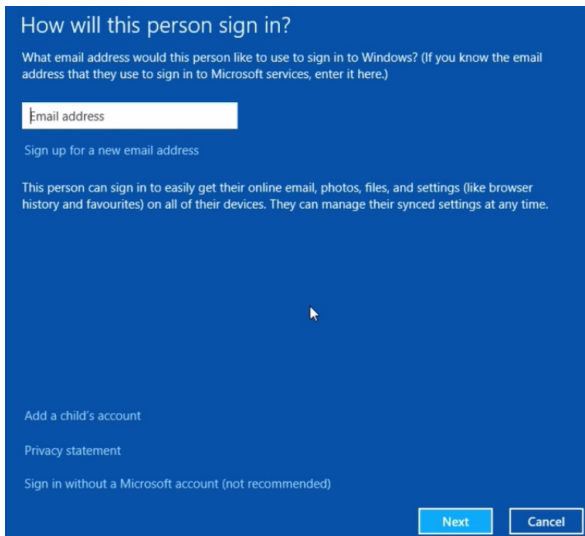 How will this person sign in?
What email address would this person like to use to sign in to Windows? (If you know the email
address that they use to sign in to Microsoft services, enter it here.)
Email address
Sign up for a new email address
This person can sign in to easily get their online email, photos, files, and settings (like browser
history and favourites) on all of their devices. They can manage their synced settings at any time.
Add a child's account
Privacy statement
Sign in without a Microsoft account (not recommended)
Next
Cancel